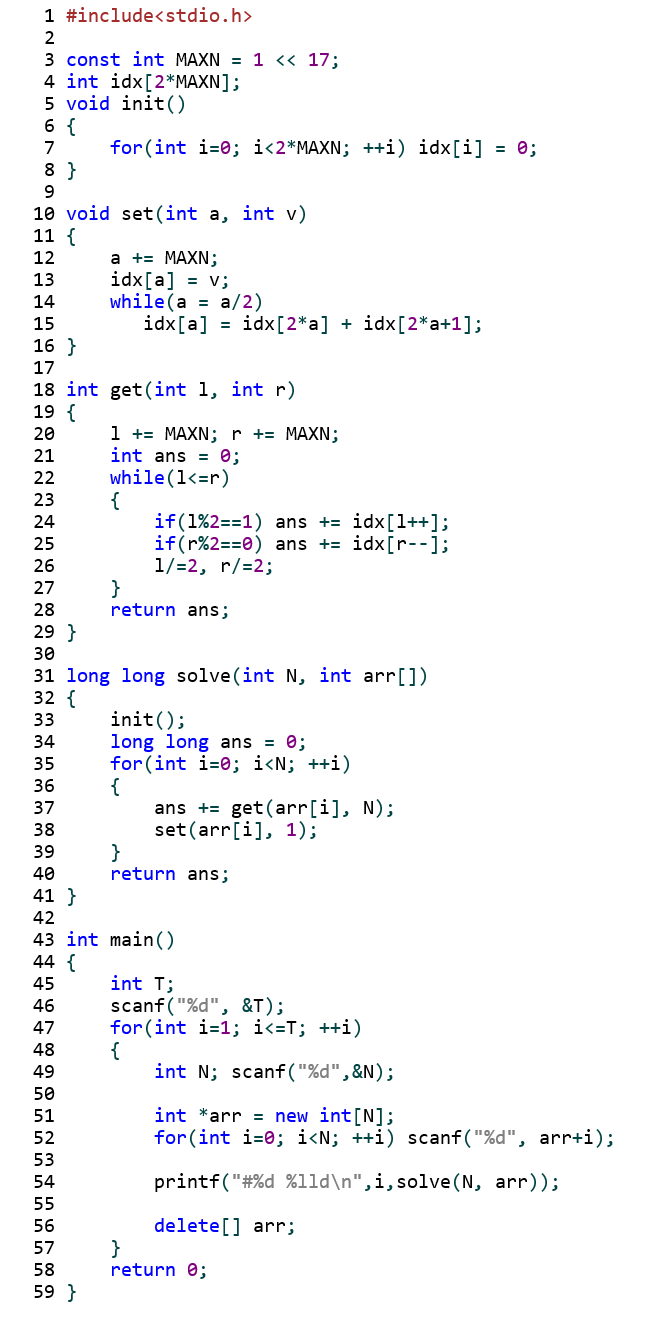 1 #include<stdio.h>
2
3 const int MAXN = 1 << 17;
4 int idx[2*MAXN];
5 void init()
6 {
7     for(int i=0; i<2*MAXN; ++i) idx[i] = 0;
8 }
9
10 void set(int a, int v)
11 {
12     a += MAXN;
13     idx[a] = v;
14     while(a = a/2)
15        idx[a] = idx[2*a] + idx[2*a+1];
16 }
17
18 int get(int l, int r)
19 {
20     l += MAXN; r += MAXN;
21     int ans = 0;
22     while(l<=r)
23     {
24         if(l%2==1) ans += idx[l++];
25         if(r%2==0) ans += idx[r--];
26         l/=2, r/=2;
27     }
28     return ans;
29 }
30
31 long long solve(int N, int arr[])
32 {
33     init();
34     long long ans = 0;
35     for(int i=0; i<N; ++i)
36     {
37         ans += get(arr[i], N);
38         set(arr[i], 1);
39     }
40     return ans;
41 }
42
43 int main()
44 {
45     int T;
46     scanf("%d", &T);
47     for(int i=1; i<=T; ++i)
48     {
49         int N; scanf("%d",&N);
50
51         int *arr = new int[N];
52         for(int i=0; i<N; ++i) scanf("%d", arr+i);
53
54         printf("#%d %lld\n",i,solve(N, arr));
55
56         delete[] arr;
57     }
58     return 0;
59 }